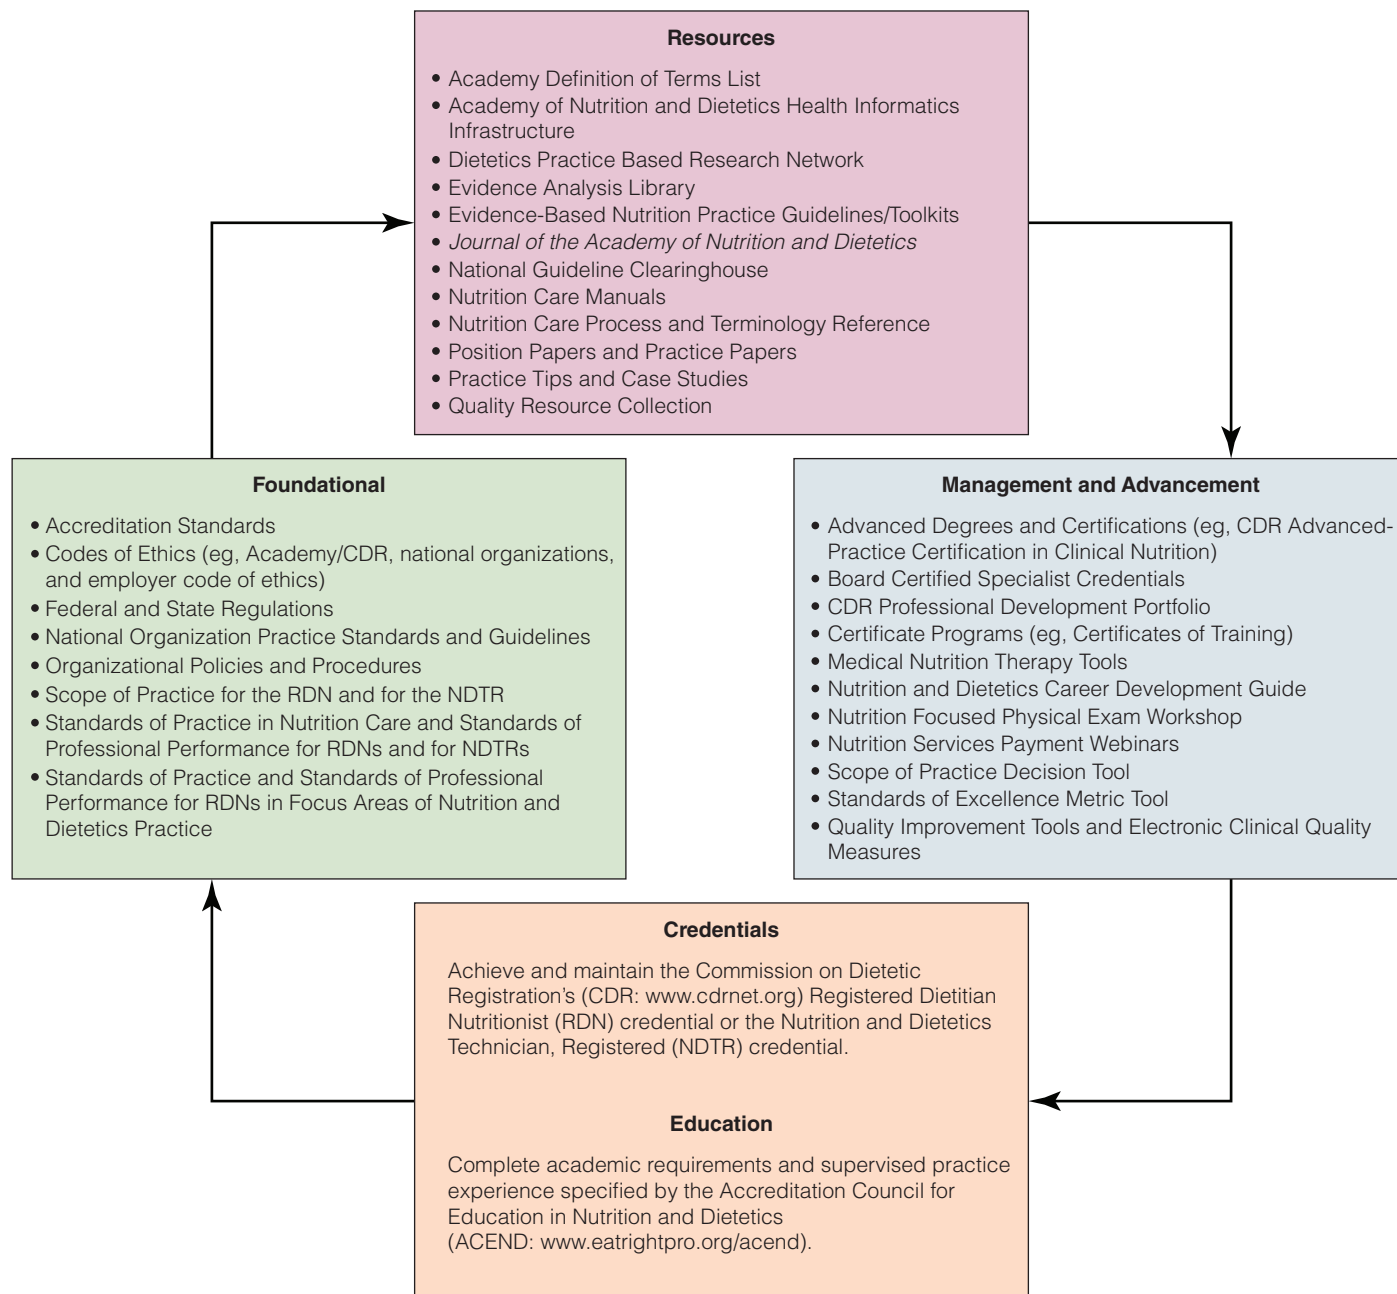 Resources
• Academy Definition of Terms List
• Academy of Nutrition and Dietetics Health Informatics
Infrastructure
• Dietetics Practice Based Research Network
• Evidence Analysis Library
• Evidence-Based Nutrition Practice Guidelines/Toolkits
• Journal of the Academy of Nutrition and Dietetics
• National Guideline Clearinghouse
• Nutrition Care Manuals
• Nutrition Care Process and Terminology Reference
• Position Papers and Practice Papers
• Practice Tips and Case Studies
• Quality Resource Collection
Foundational
• Accreditation Standards
• Codes of Ethics (eg, Academy/CDR, national organizations,
and employer code of ethics)
• Federal and State Regulations
• National Organization Practice Standards and Guidelines
• Organizational Policies and Procedures
• Scope of Practice for the RDN and for the NDTR
• Standards of Practice in Nutrition Care and Standards of
Professional Performance for RDNs and for NDTRs
• Standards of Practice and Standards of Professional
Performance for RDNs in Focus Areas of Nutrition and
Dietetics Practice
Management and Advancement
• Advanced Degrees and Certifications (eg, CDR Advanced-
Practice Certification in Clinical Nutrition)
• Board Certified Specialist Credentials
• CDR Professional Development Portfolio
• Certificate Programs (eg, Certificates of Training)
• Medical Nutrition Therapy Tools
• Nutrition and Dietetics Career Development Guide
• Nutrition Focused Physical Exam Workshop
• Nutrition Services Payment Webinars
• Scope of Practice Decision Tool
• Standards of Excellence Metric Tool
• Quality Improvement Tools and Electronic Clinical Quality
Measures
Credentials
Achieve and maintain the Commission on Dietetic
Registration's (CDR: www.cdrnet.org) Registered Dietitian
Nutritionist (RDN) credential or the Nutrition and Dietetics
Technician, Registered (NDTR) credential.
Education
Complete academic requirements and supervised practice
experience specified by the Accreditation Council for
Education in Nutrition and Dietetics
(ACEND: www.eatrightpro.org/acend).